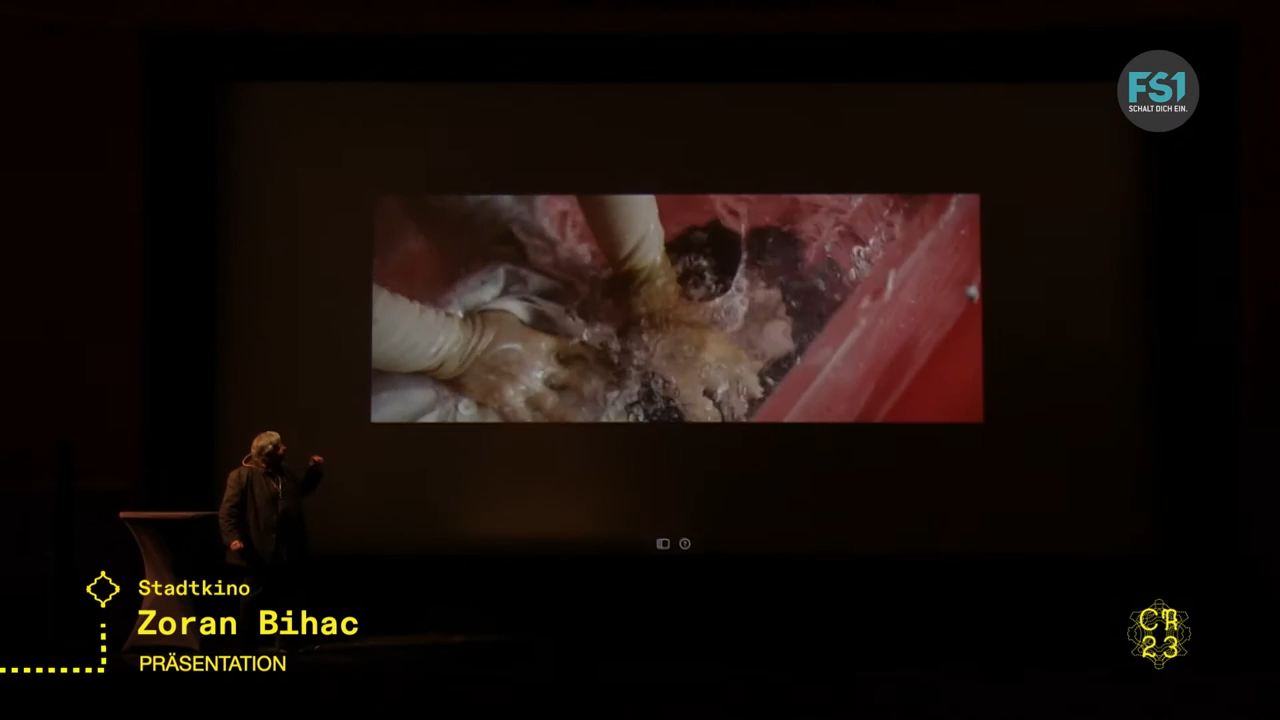 FS1
SCHALT DICH EIN.
Stadtkino
Zoran Bihac
PRÄSENTATION
CR
23